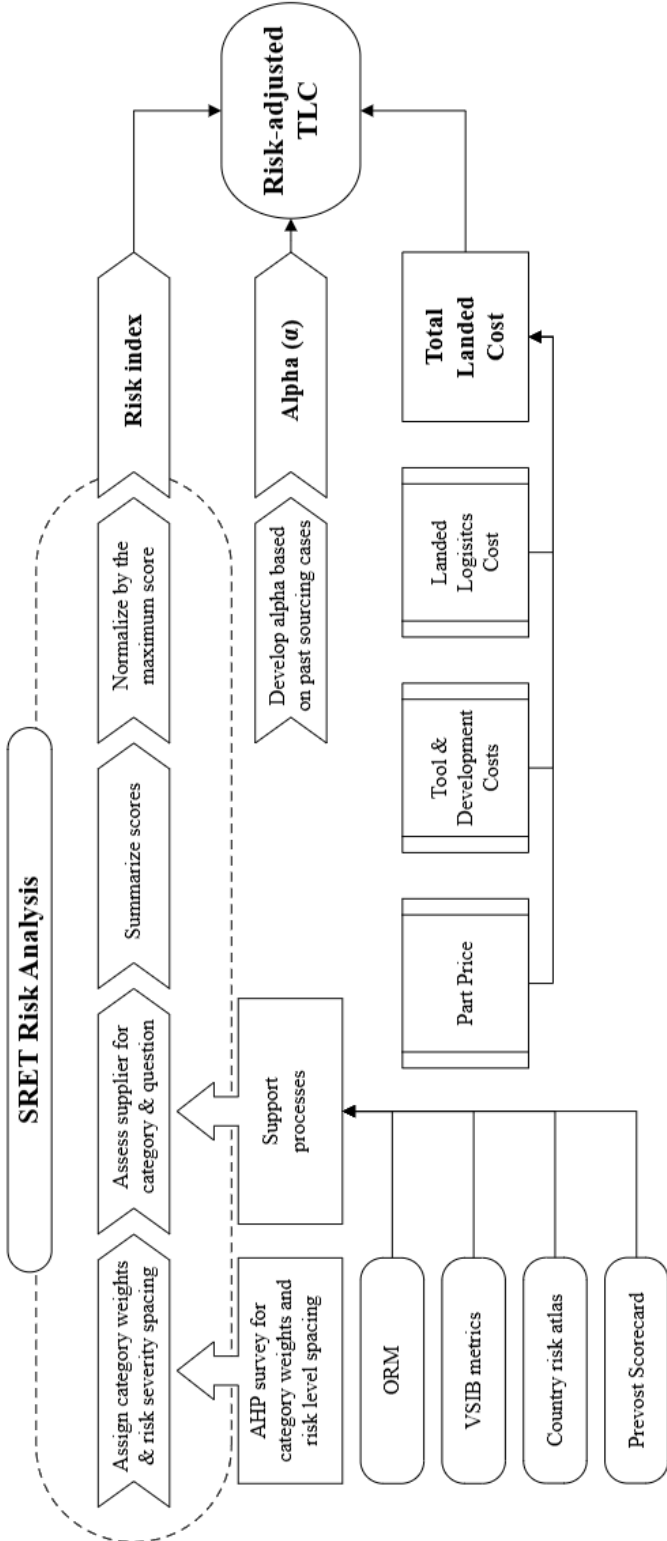 SRET Risk Analysis
Assign category weights
& risk severity spacing
Assess supplier for
category & question
Summarize scores
Normalize by the
maximum score
Risk index
AHP survey for
category weights and
risk level spacing
Support
processes
Develop alpha based
on past sourcing cases
Alpha (α)
Risk-adjusted
TLC
ORM
VSIB metrics
Country risk atlas
Prevost Scorecard
Part Price
Tool &
Development
Costs
Landed
Logisitcs
Cost
Total
Landed
Cost